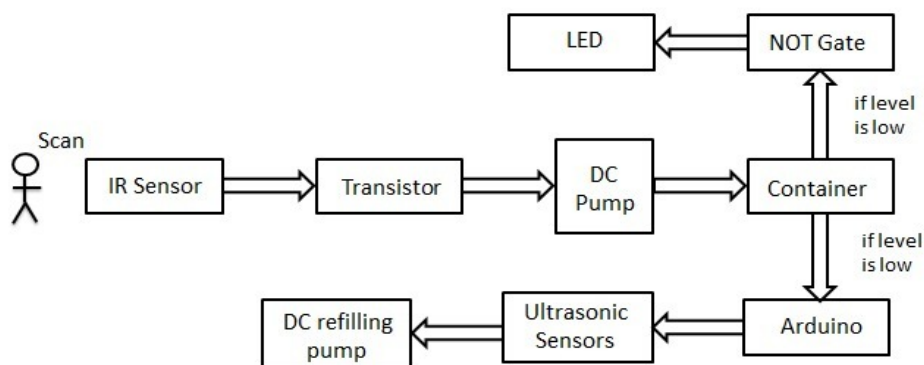 LED
NOT Gate
if level
is low
Scan
IR Sensor
Transistor
DC
Pump
Container
if level
is low
DC refilling
pump
Ultrasonic
Sensors
Arduino